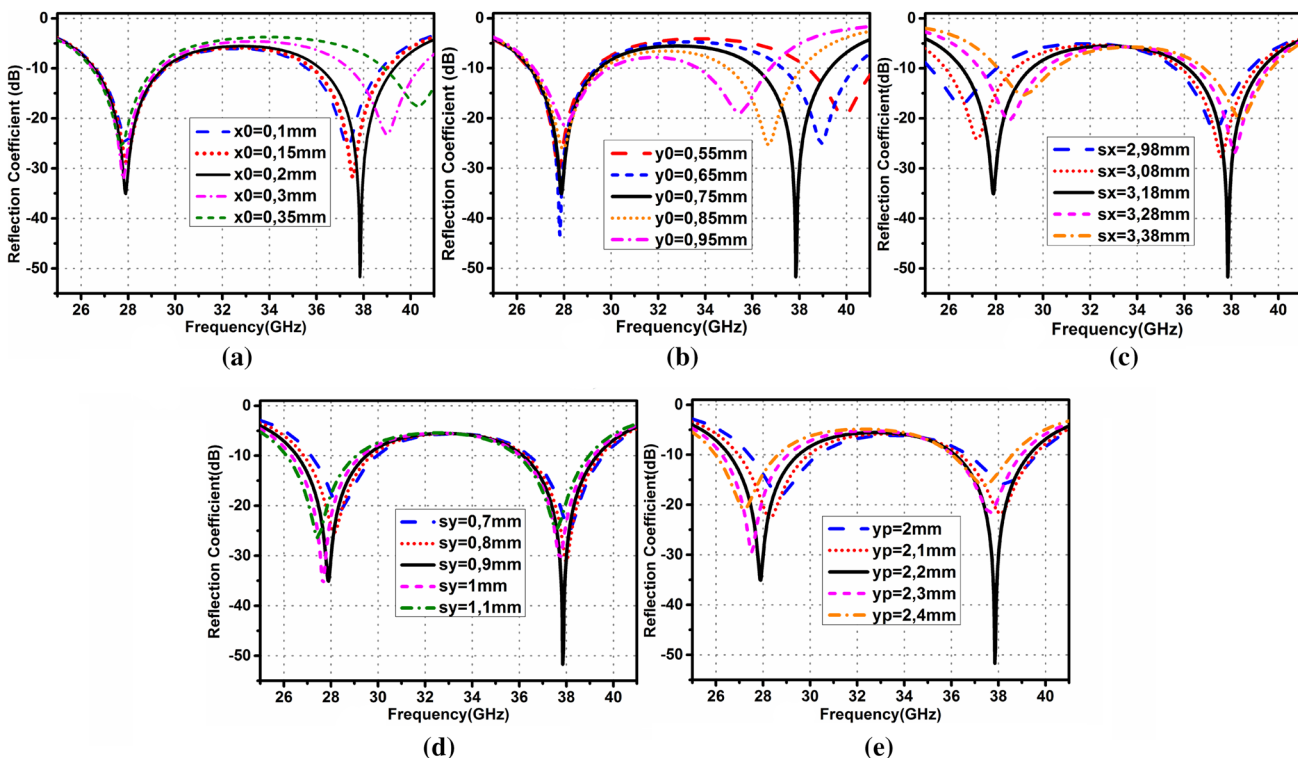 Reflection Coefficient (dB)
0
-10
-20
-30
-40
-50
x0=0,1mm
x0=0,15mm
x0=0,2mm
x0=0,3mm
x0=0,35mm
26 28 30 32 34 36 38 40
Frequency(GHz)
(a)
Reflection Coefficient (dB)
0
-10
-20
-30
-40
-50
y0=0,55mm
y0=0,65mm
y0=0,75mm
y0=0,85mm
y0=0,95mm
26 28 30 32 34 36 38 40
Frequency(GHz)
(b)
Reflection Coefficient(dB)
0
-10
-20
-30
-40
-50
sx=2,98mm
sx=3,08mm
sx=3,18mm
sx=3,28mm
sx=3,38mm
26 28 30 32 34 36 38 40
Frequency(GHz)
(c)
Reflection Coefficient(dB)
0
-10
-20
-30
-40
-50
sy=0,7mm
sy=0,8mm
sy=0,9mm
sy=1mm
sy=1,1mm
26 28 30 32 34 36 38 40
Frequency(GHz)
(d)
Reflection Coefficient(dB)
0
-10
-20
-30
-40
-50
yp=2mm
yp=2,1mm
yp=2,2mm
yp=2,3mm
yp=2,4mm
26 28 30 32 34 36 38 40
Frequency(GHz)
(e)